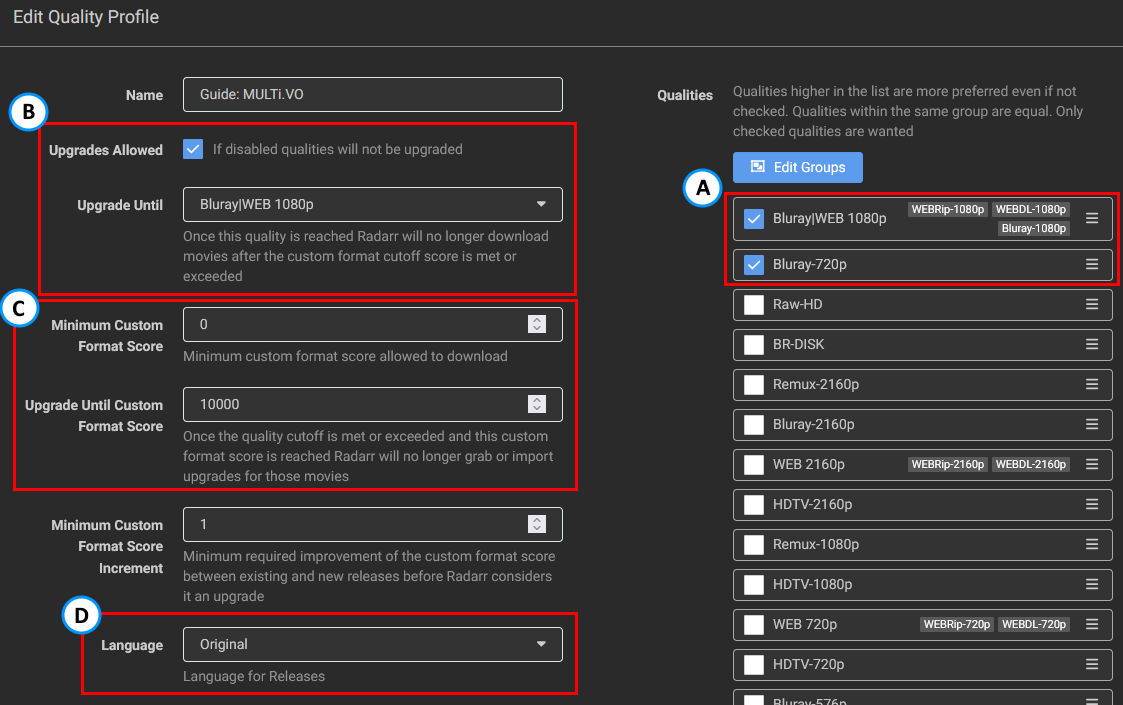 Edit Quality Profile
Name
Guide: MULTi.VO
B
Upgrades Allowed
If disabled qualities will not be upgraded
Upgrade Until
Bluray|WEB 1080p
Once this quality is reached Radarr will no longer download
movies after the custom format cutoff score is met or
exceeded
C
Minimum Custom
Format Score
0
Minimum custom format score allowed to download
Upgrade Until Custom
Format Score
10000
Once the quality cutoff is met or exceeded and this custom
format score is reached Radarr will no longer grab or import
upgrades for those movies
Minimum Custom
Format Score
Increment
1
Minimum required improvement of the custom format score
between existing and new releases before Radarr considers
it an upgrade
D
Language
Original
Language for Releases
Qualities
Qualities higher in the list are more preferred even if not
checked. Qualities within the same group are equal. Only
checked qualities are wanted
Edit Groups
A
Bluray|WEB 1080p
WEBRip-1080p WEBDL-1080p
Bluray-1080p
Bluray-720p
Raw-HD
BR-DISK
Remux-2160p
Bluray-2160p
WEB 2160p WEBRip-2160p WEBDL-2160p
HDTV-2160p
Remux-1080p
HDTV-1080p
WEB 720p WEBRip-720p WEBDL-720p
HDTV-720p
Bluray-576p